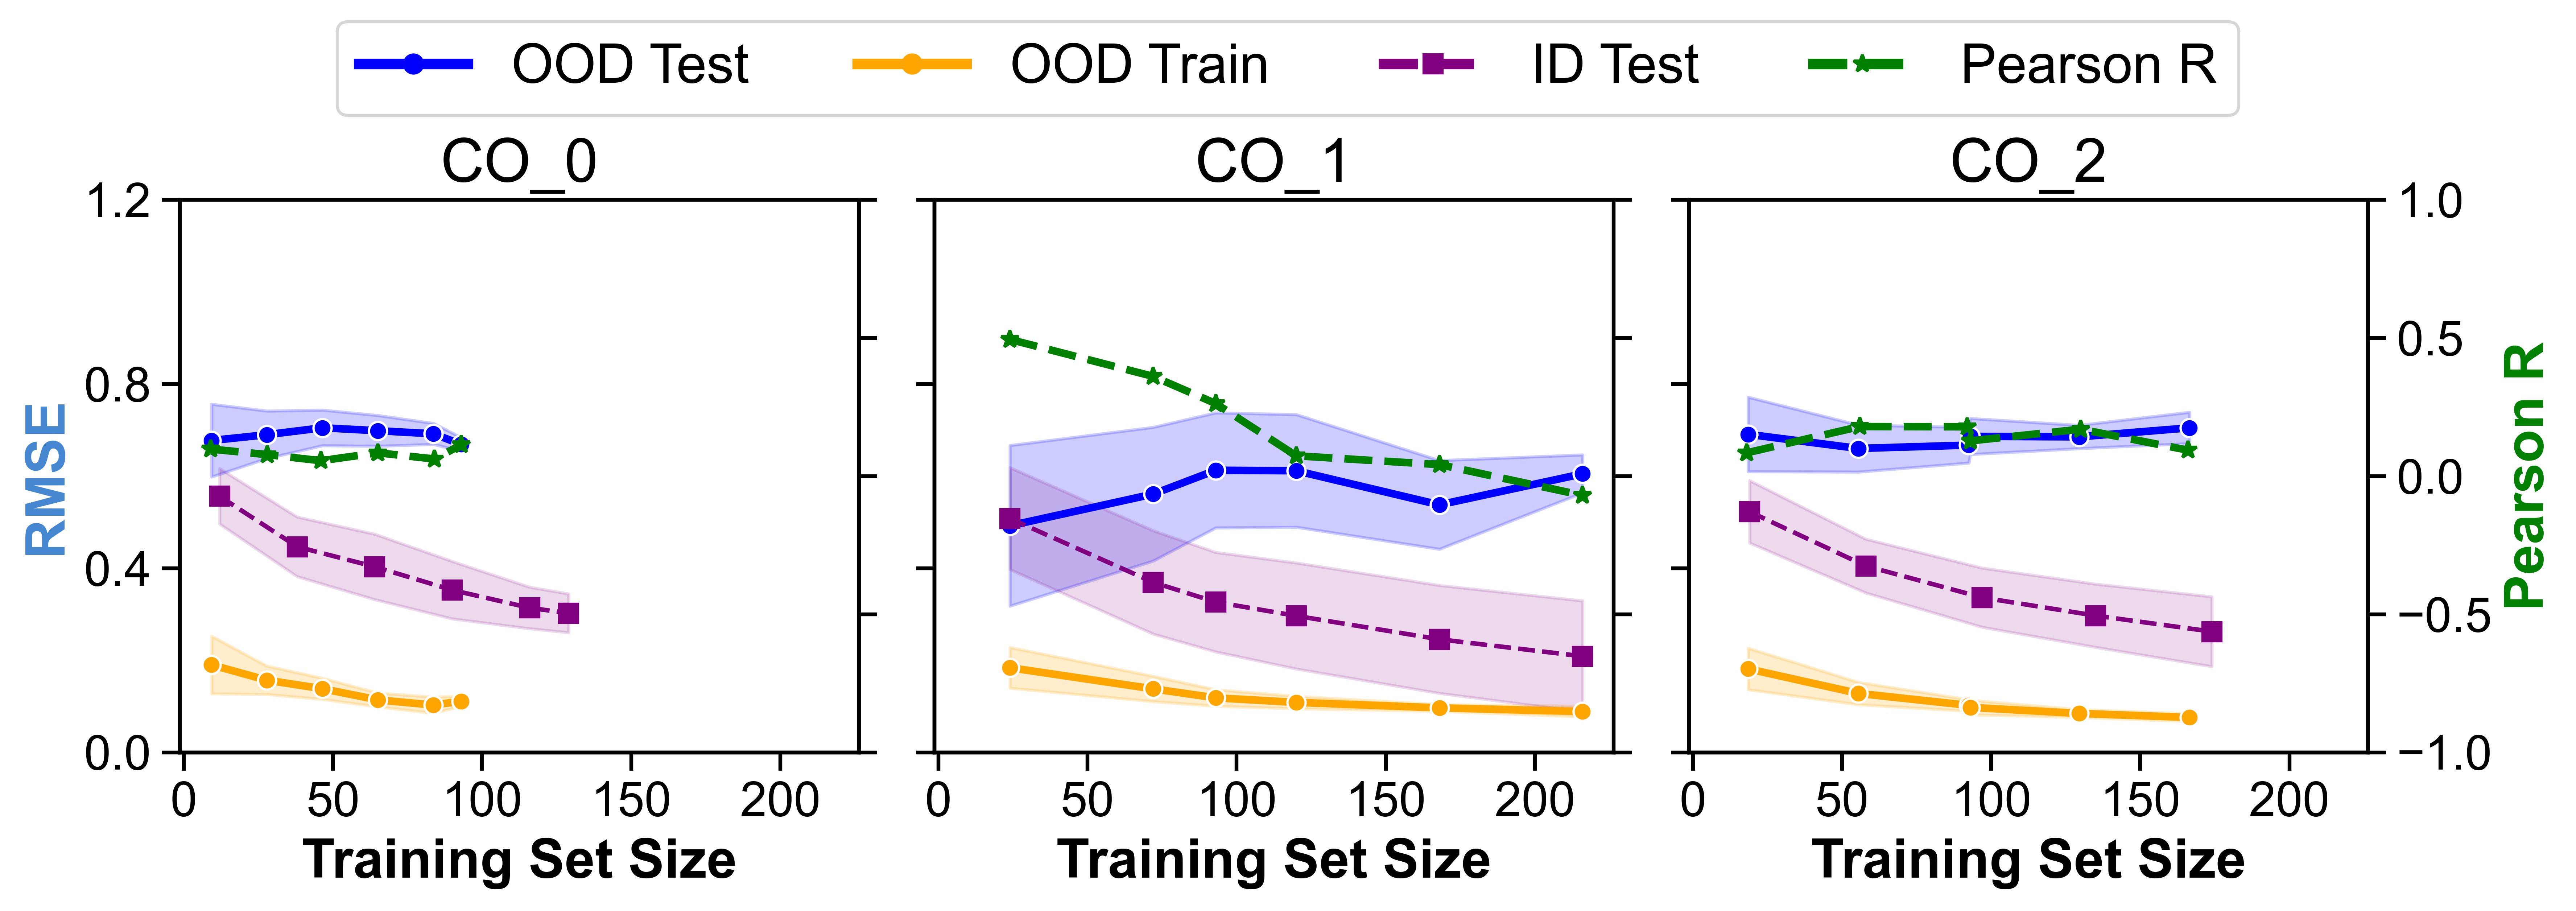 OOD Test OOD Train ID Test Pearson R
CO_0 CO_1 CO_2
1.2 1.0
0.8 0.5
0.4 0.0
0.0 −0.5
−1.0
RMSE
Pearson R
0 50 100 150 200 0 50 100 150 200 0 50 100 150 200
Training Set Size Training Set Size Training Set Size